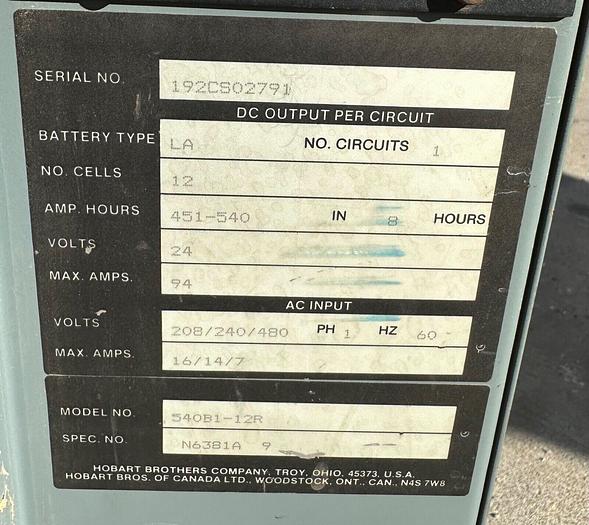 SERIAL NO. 192CS02791
DC OUTPUT PER CIRCUIT
BATTERY TYPE LA NO. CIRCUITS 1
NO. CELLS 12
AMP. HOURS 451-540 IN 8 HOURS
VOLTS 24
MAX. AMPS. 94
AC INPUT
VOLTS 208/240/480 PH 1 HZ 60
MAX. AMPS. 16/14/7
MODEL NO. 540B1-12R
SPEC. NO. N6381A 9
HOBART BROTHERS COMPANY, TROY, OHIO, 45373, U.S.A.
HOBART BROS. OF CANADA LTD., WOODSTOCK, ONT., CAN., N4S 7W8